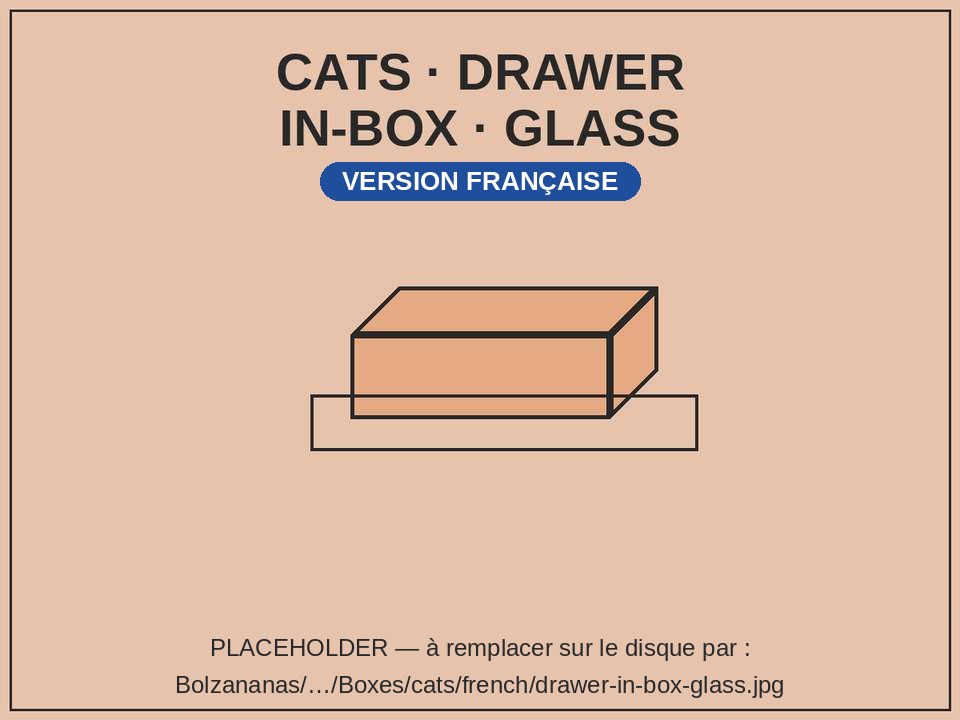 CATS · DRAWER
IN-BOX · GLASS
VERSION FRANÇAISE
PLACEHOLDER — à remplacer sur le disque par :
Bolzananas/…/Boxes/cats/french/drawer-in-box-glass.jpg